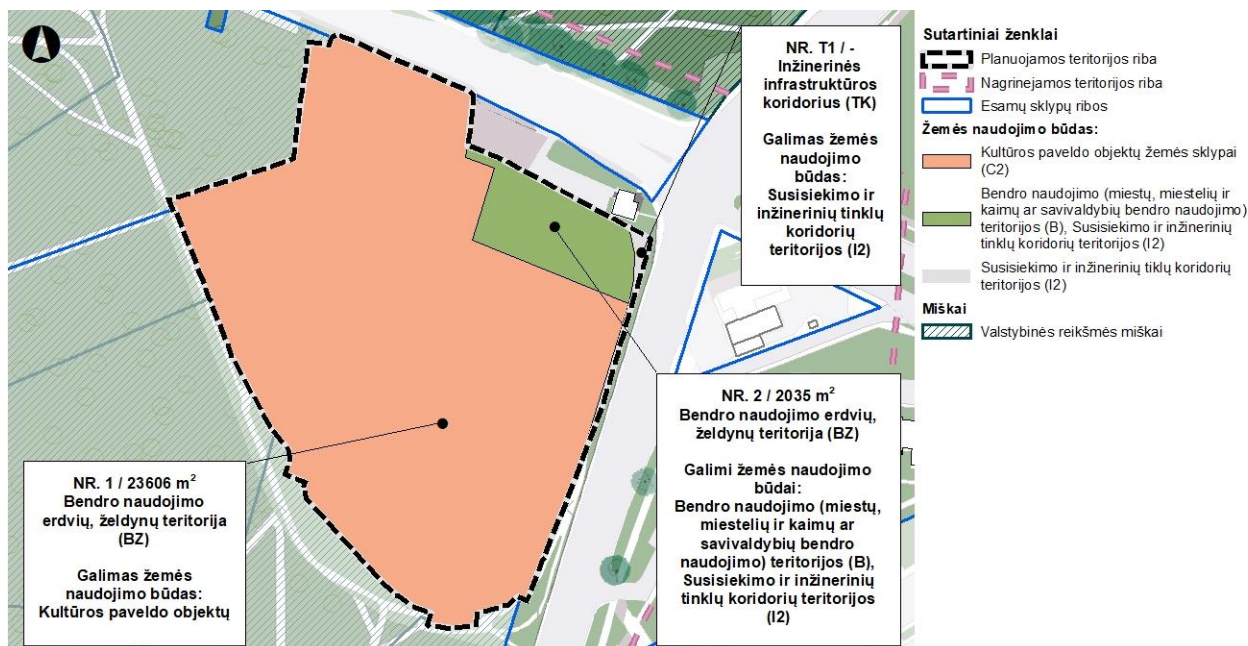 NR. T1 / -
Inžinerinės
infrastruktūros
koridorius (TK)
Galimas žemės
naudojimo
būdas:
Susisiekimo ir
inžinerinių tinklų
koridorių
teritorijos (I2)
NR. 2 / 2035 m²
Bendro naudojimo erdvių,
želdynų teritorija (BZ)
Galimi žemės naudojimo
būdai:
Bendro naudojimo (miestų,
miestelių ir kaimų ar
savivaldybių bendro
naudojimo) teritorijos (B),
Susisiekimo ir inžinerinių
tinklų koridorių teritorijos
(I2)
NR. 1 / 23606 m²
Bendro naudojimo
erdvių, želdynų teritorija
(BZ)
Galimas žemės
naudojimo būdas:
Kultūros paveldo objektų
Sutartiniai ženklai
Planuojamos teritorijos riba
Nagrinejamos teritorijos riba
Esamų sklypų ribos
Žemės naudojimo būdas:
Kultūros paveldo objektų žemės sklypai
(C2)
Bendro naudojimo (miestų, miestelių ir
kaimų ar savivaldybių bendro naudojimo)
teritorijos (B), Susisiekimo ir inžinerinių
tinklų koridorių teritorijos (I2)
Susisiekimo ir inžinerinių tiklų koridorių
teritorijos (I2)
Miškai
Valstybinės reikšmės miškai